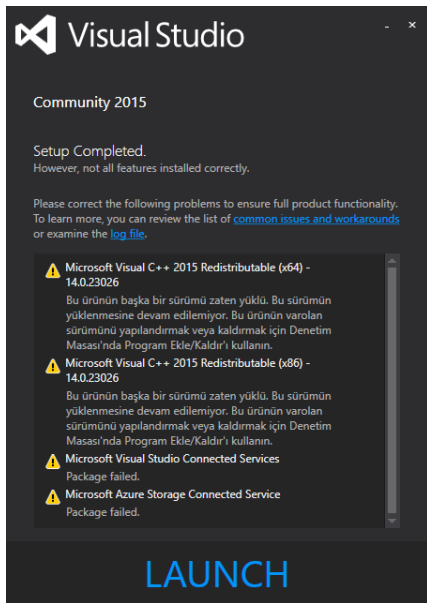 Visual Studio
Community 2015
Setup Completed.
However, not all features installed correctly.
Please correct the following problems to ensure full product functionality.
To learn more, you can review the list of common issues and workarounds
or examine the log file.
Microsoft Visual C++ 2015 Redistributable (x64) -
14.0.23026
Bu ürünün başka bir sürümü zaten yüklü. Bu sürümün
yüklenmesine devam edilemiyor. Bu ürünün varolan
sürümünü yapılandırmak veya kaldırmak için Denetim
Masası'nda Program Ekle/Kaldır'ı kullanın.
Microsoft Visual C++ 2015 Redistributable (x86) -
14.0.23026
Bu ürünün başka bir sürümü zaten yüklü. Bu sürümün
yüklenmesine devam edilemiyor. Bu ürünün varolan
sürümünü yapılandırmak veya kaldırmak için Denetim
Masası'nda Program Ekle/Kaldır'ı kullanın.
Microsoft Visual Studio Connected Services
Package failed.
Microsoft Azure Storage Connected Service
Package failed.
LAUNCH